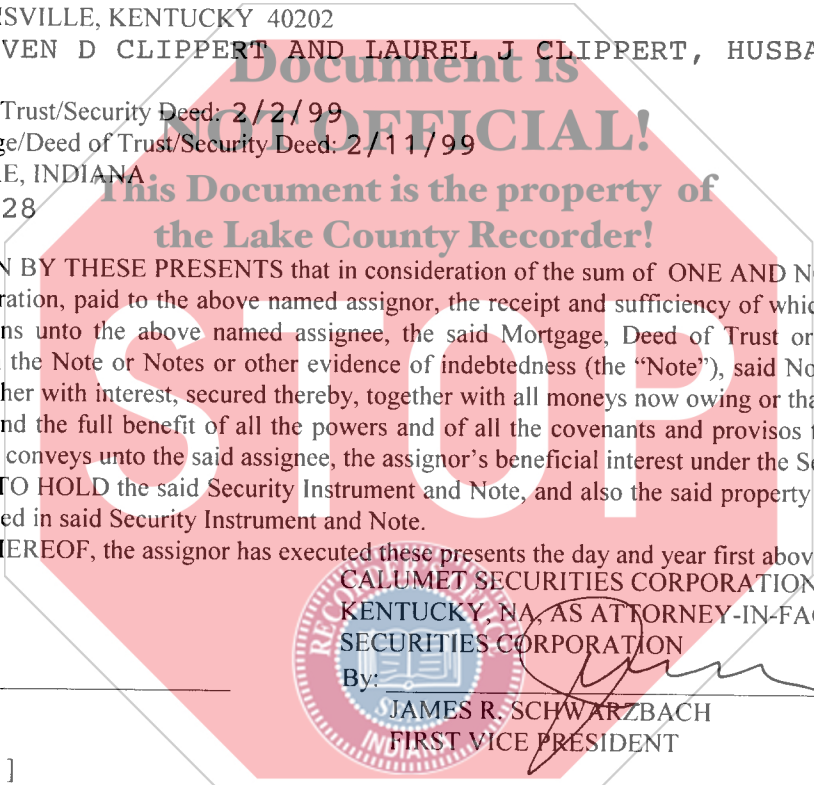 SVILLE, KENTUCKY 40202
VEN D CLIPPERT AND LAUREL J CLIPPERT, HUSBA
Document is
Trust/Security Deed: 2/2/99
NOT OFFICIAL!
ge/Deed of Trust/Security Deed: 2/11/99
E, INDIANA
This Document is the property of
28
the Lake County Recorder!
N BY THESE PRESENTS that in consideration of the sum of ONE AND N
ration, paid to the above named assignor, the receipt and sufficiency of whic
ns unto the above named assignee, the said Mortgage, Deed of Trust or
the Note or Notes or other evidence of indebtedness (the “Note”), said No
her with interest, secured thereby, together with all moneys now owing or tha
nd the full benefit of all the powers and of all the covenants and provisos
conveys unto the said assignee, the assignor's beneficial interest under the Se
TO HOLD the said Security Instrument and Note, and also the said property
ed in said Security Instrument and Note.
STOP
EREOF, the assignor has executed these presents the day and year first abov
CALUMET SECURITIES CORPORATION
KENTUCKY, NA, AS ATTORNEY-IN-FAC
SECURITIES CORPORATION
By:
JAMES R. SCHWARZBACH
FIRST VICE PRESIDENT
RECORDER'S OFFICE
SEAL
INDIANA
]